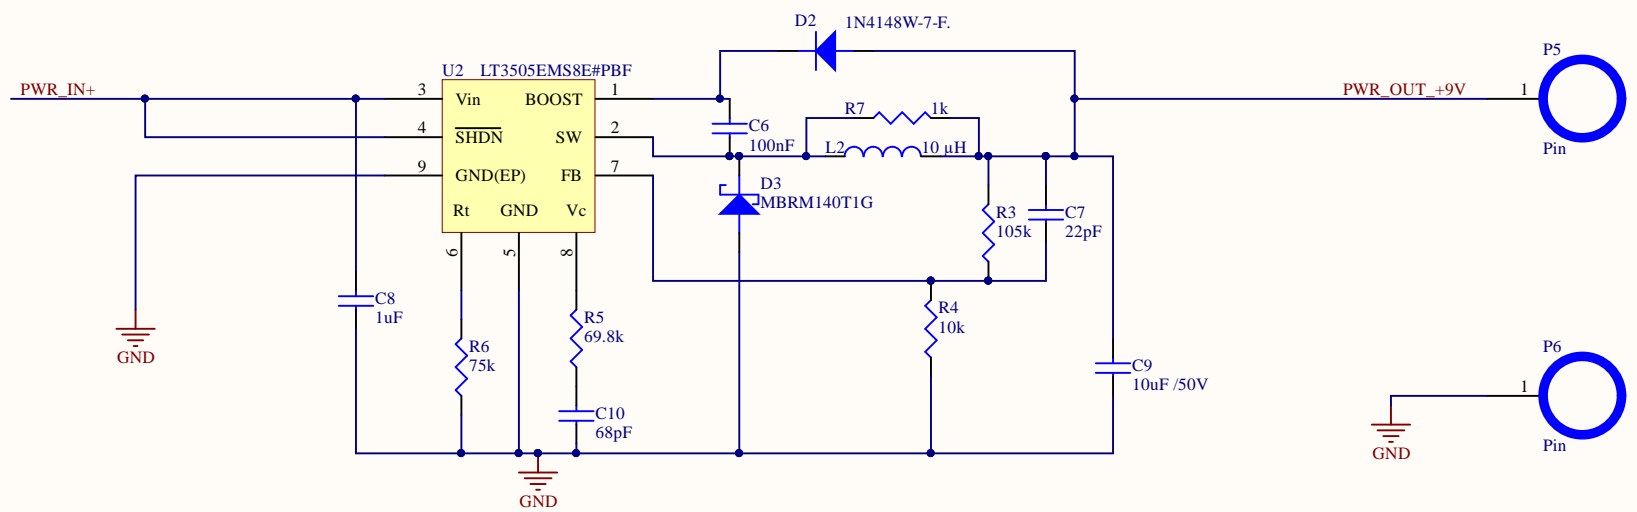 D2
1N4148W-7-F.
P5
U2
LT3505EMS8E#PBF
PWR_IN+
3
Vin
BOOST
1
PWR_OUT_+9V
1
R7
1k
4
SHDN
SW
2
C6
100nF
L2
10 µH
Pin
9
GND(EP)
FB
7
D3
MBRM140T1G
Rt
GND
Vc
R3
105k
C7
22pF
6
5
8
C8
1uF
R5
69.8k
R4
10k
GND
R6
75k
P6
C9
10uF /50V
1
C10
68pF
Pin
GND
GND